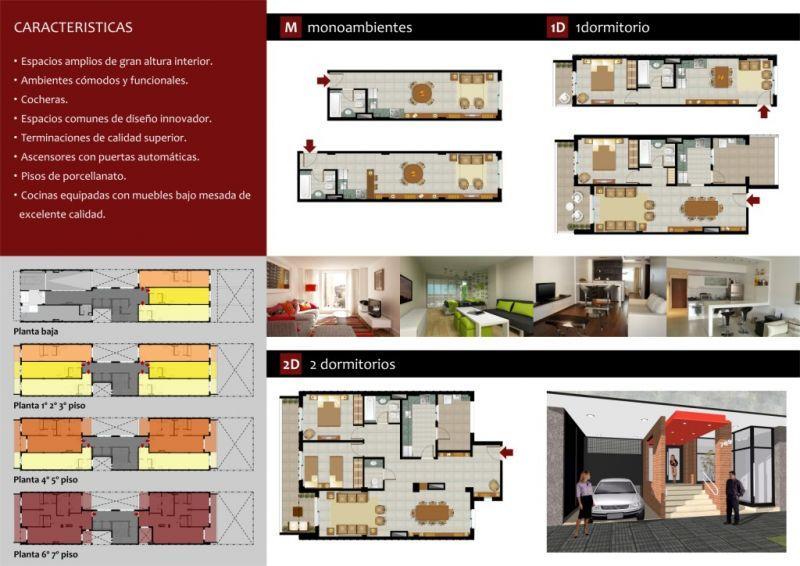 CARACTERISTICAS
• Espacios amplios de gran altura interior.
• Ambientes cómodos y funcionales.
• Cocheras.
• Espacios comunes de diseño innovador.
• Terminaciones de calidad superior.
• Ascensores con puertas automáticas.
• Pisos de porcellanato.
• Cocinas equipadas con muebles bajo mesada de
excelente calidad.
M monoambientes
1D 1dormitorio
Planta baja
Planta 1° 2° 3° piso
Planta 4° 5° piso
Planta 6° 7° piso
2D 2 dormitorios